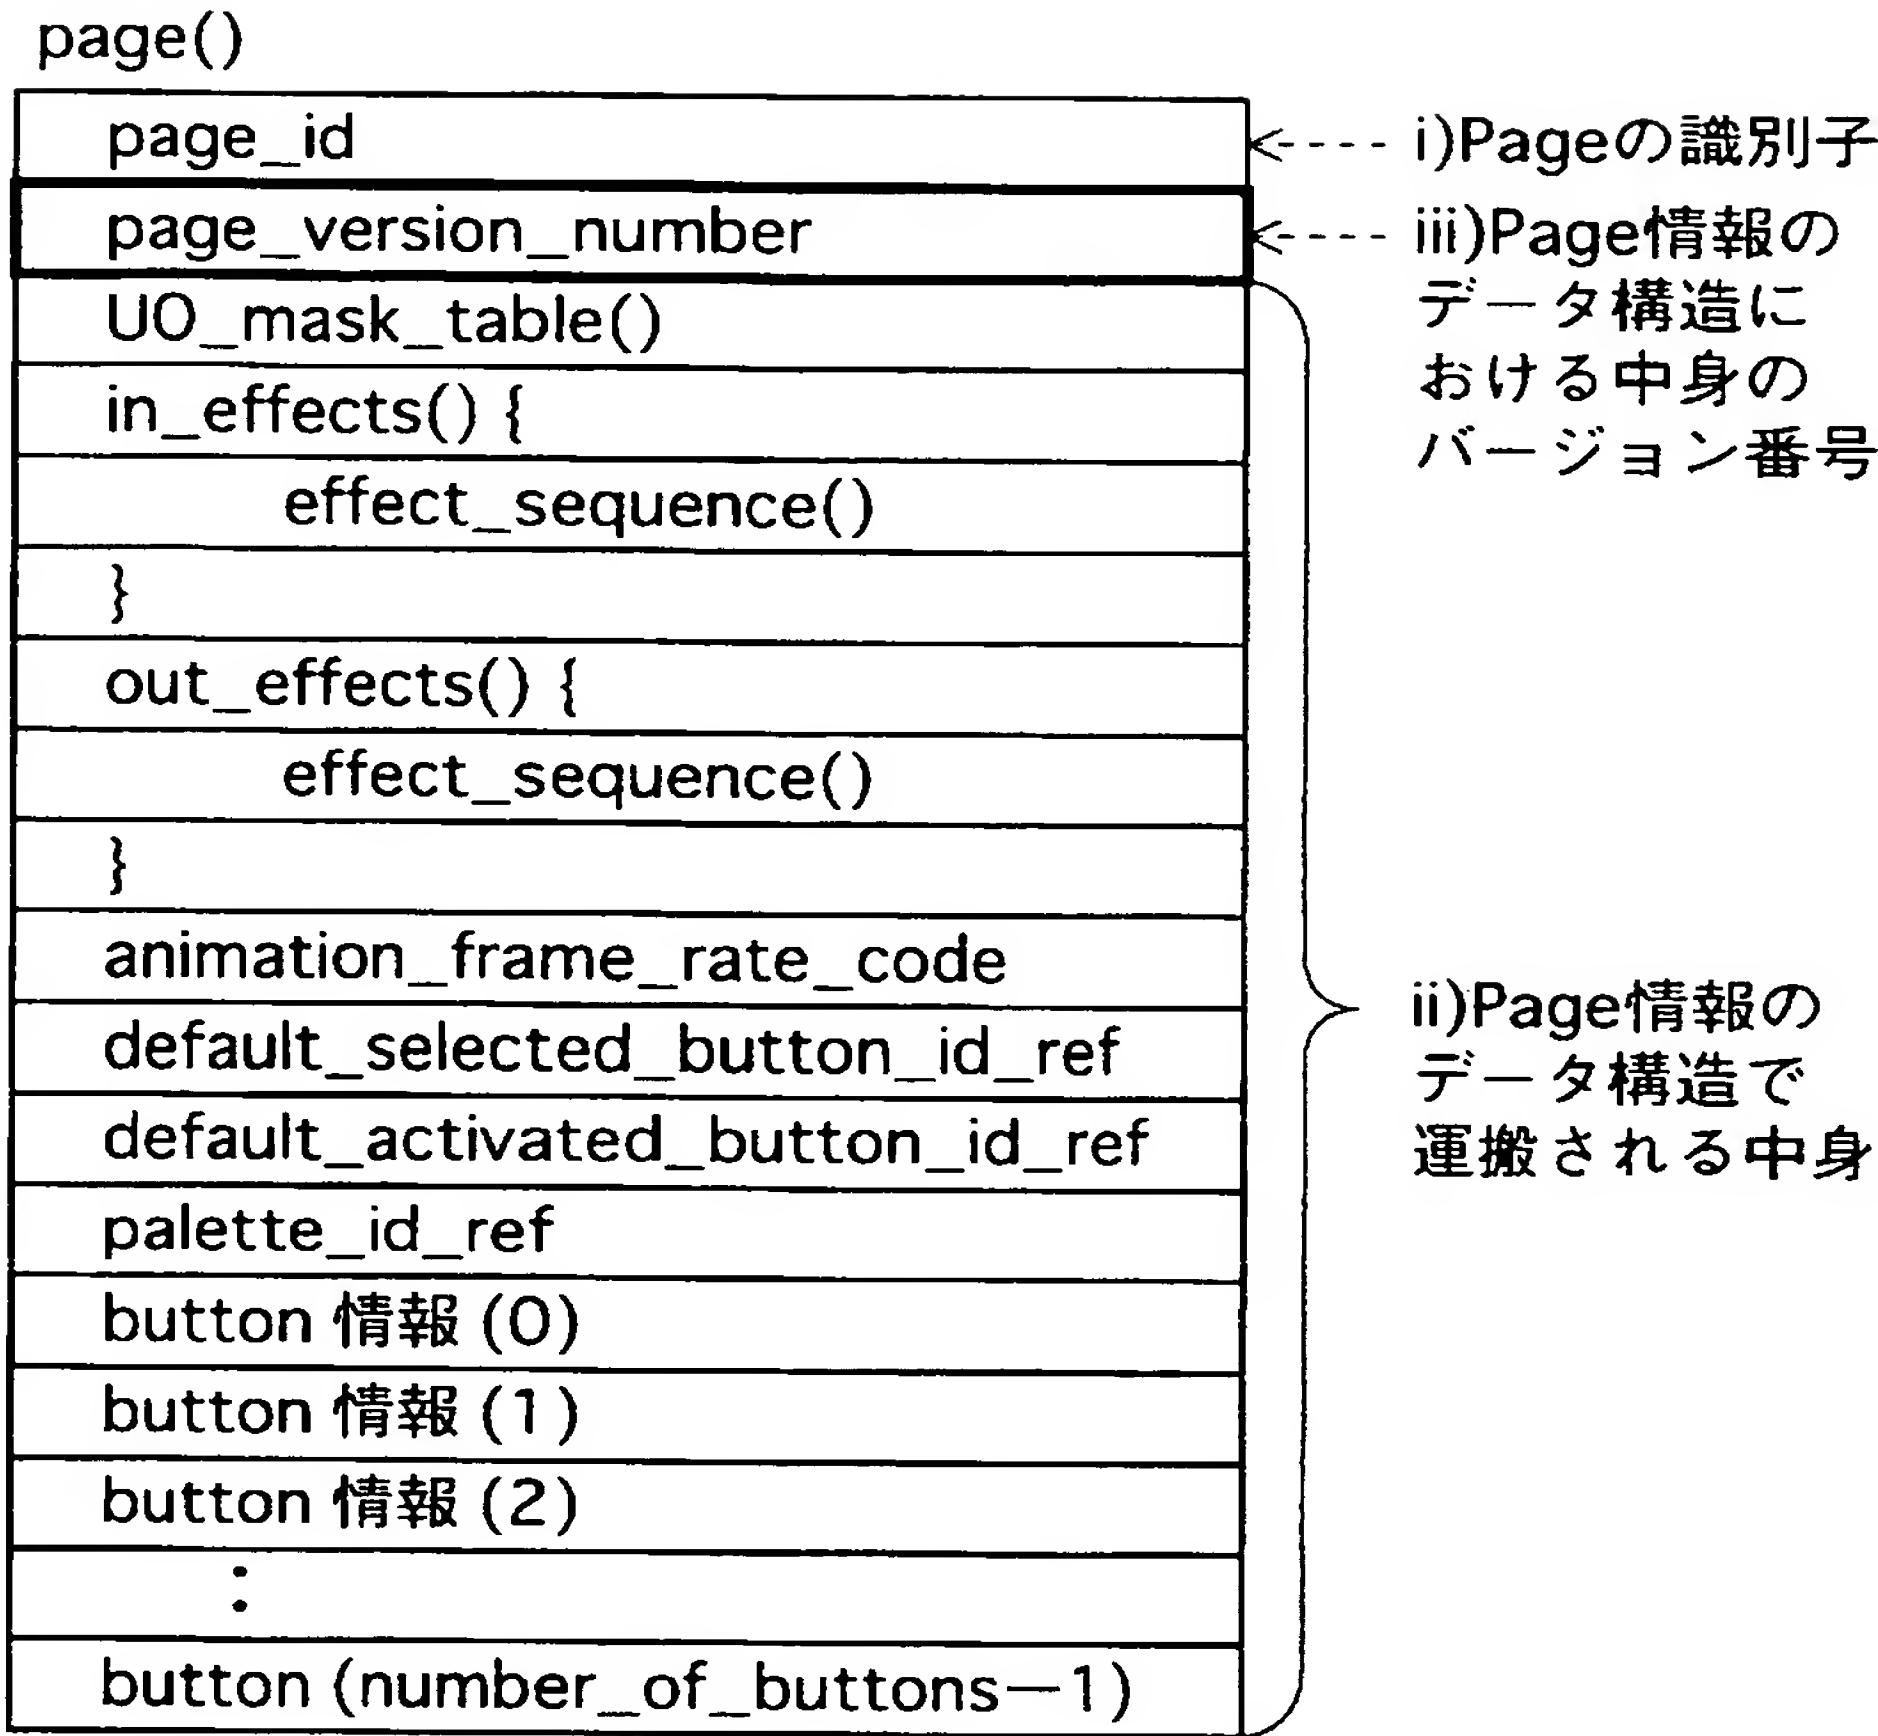 page()
page_id
page_version_number
UO_mask_table()
in_effects() {
effect_sequence()
}
out_effects() {
effect_sequence()
}
animation_frame_rate_code
default_selected_button_id_ref
default_activated_button_id_ref
palette_id_ref
button 情報 (0)
button 情報 (1)
button 情報 (2)
:
button (number_of_buttons−1)
i)Pageの識別子
iii)Page情報の
データ構造に
おける中身の
バージョン番号
ii)Page情報の
データ構造で
運搬される中身